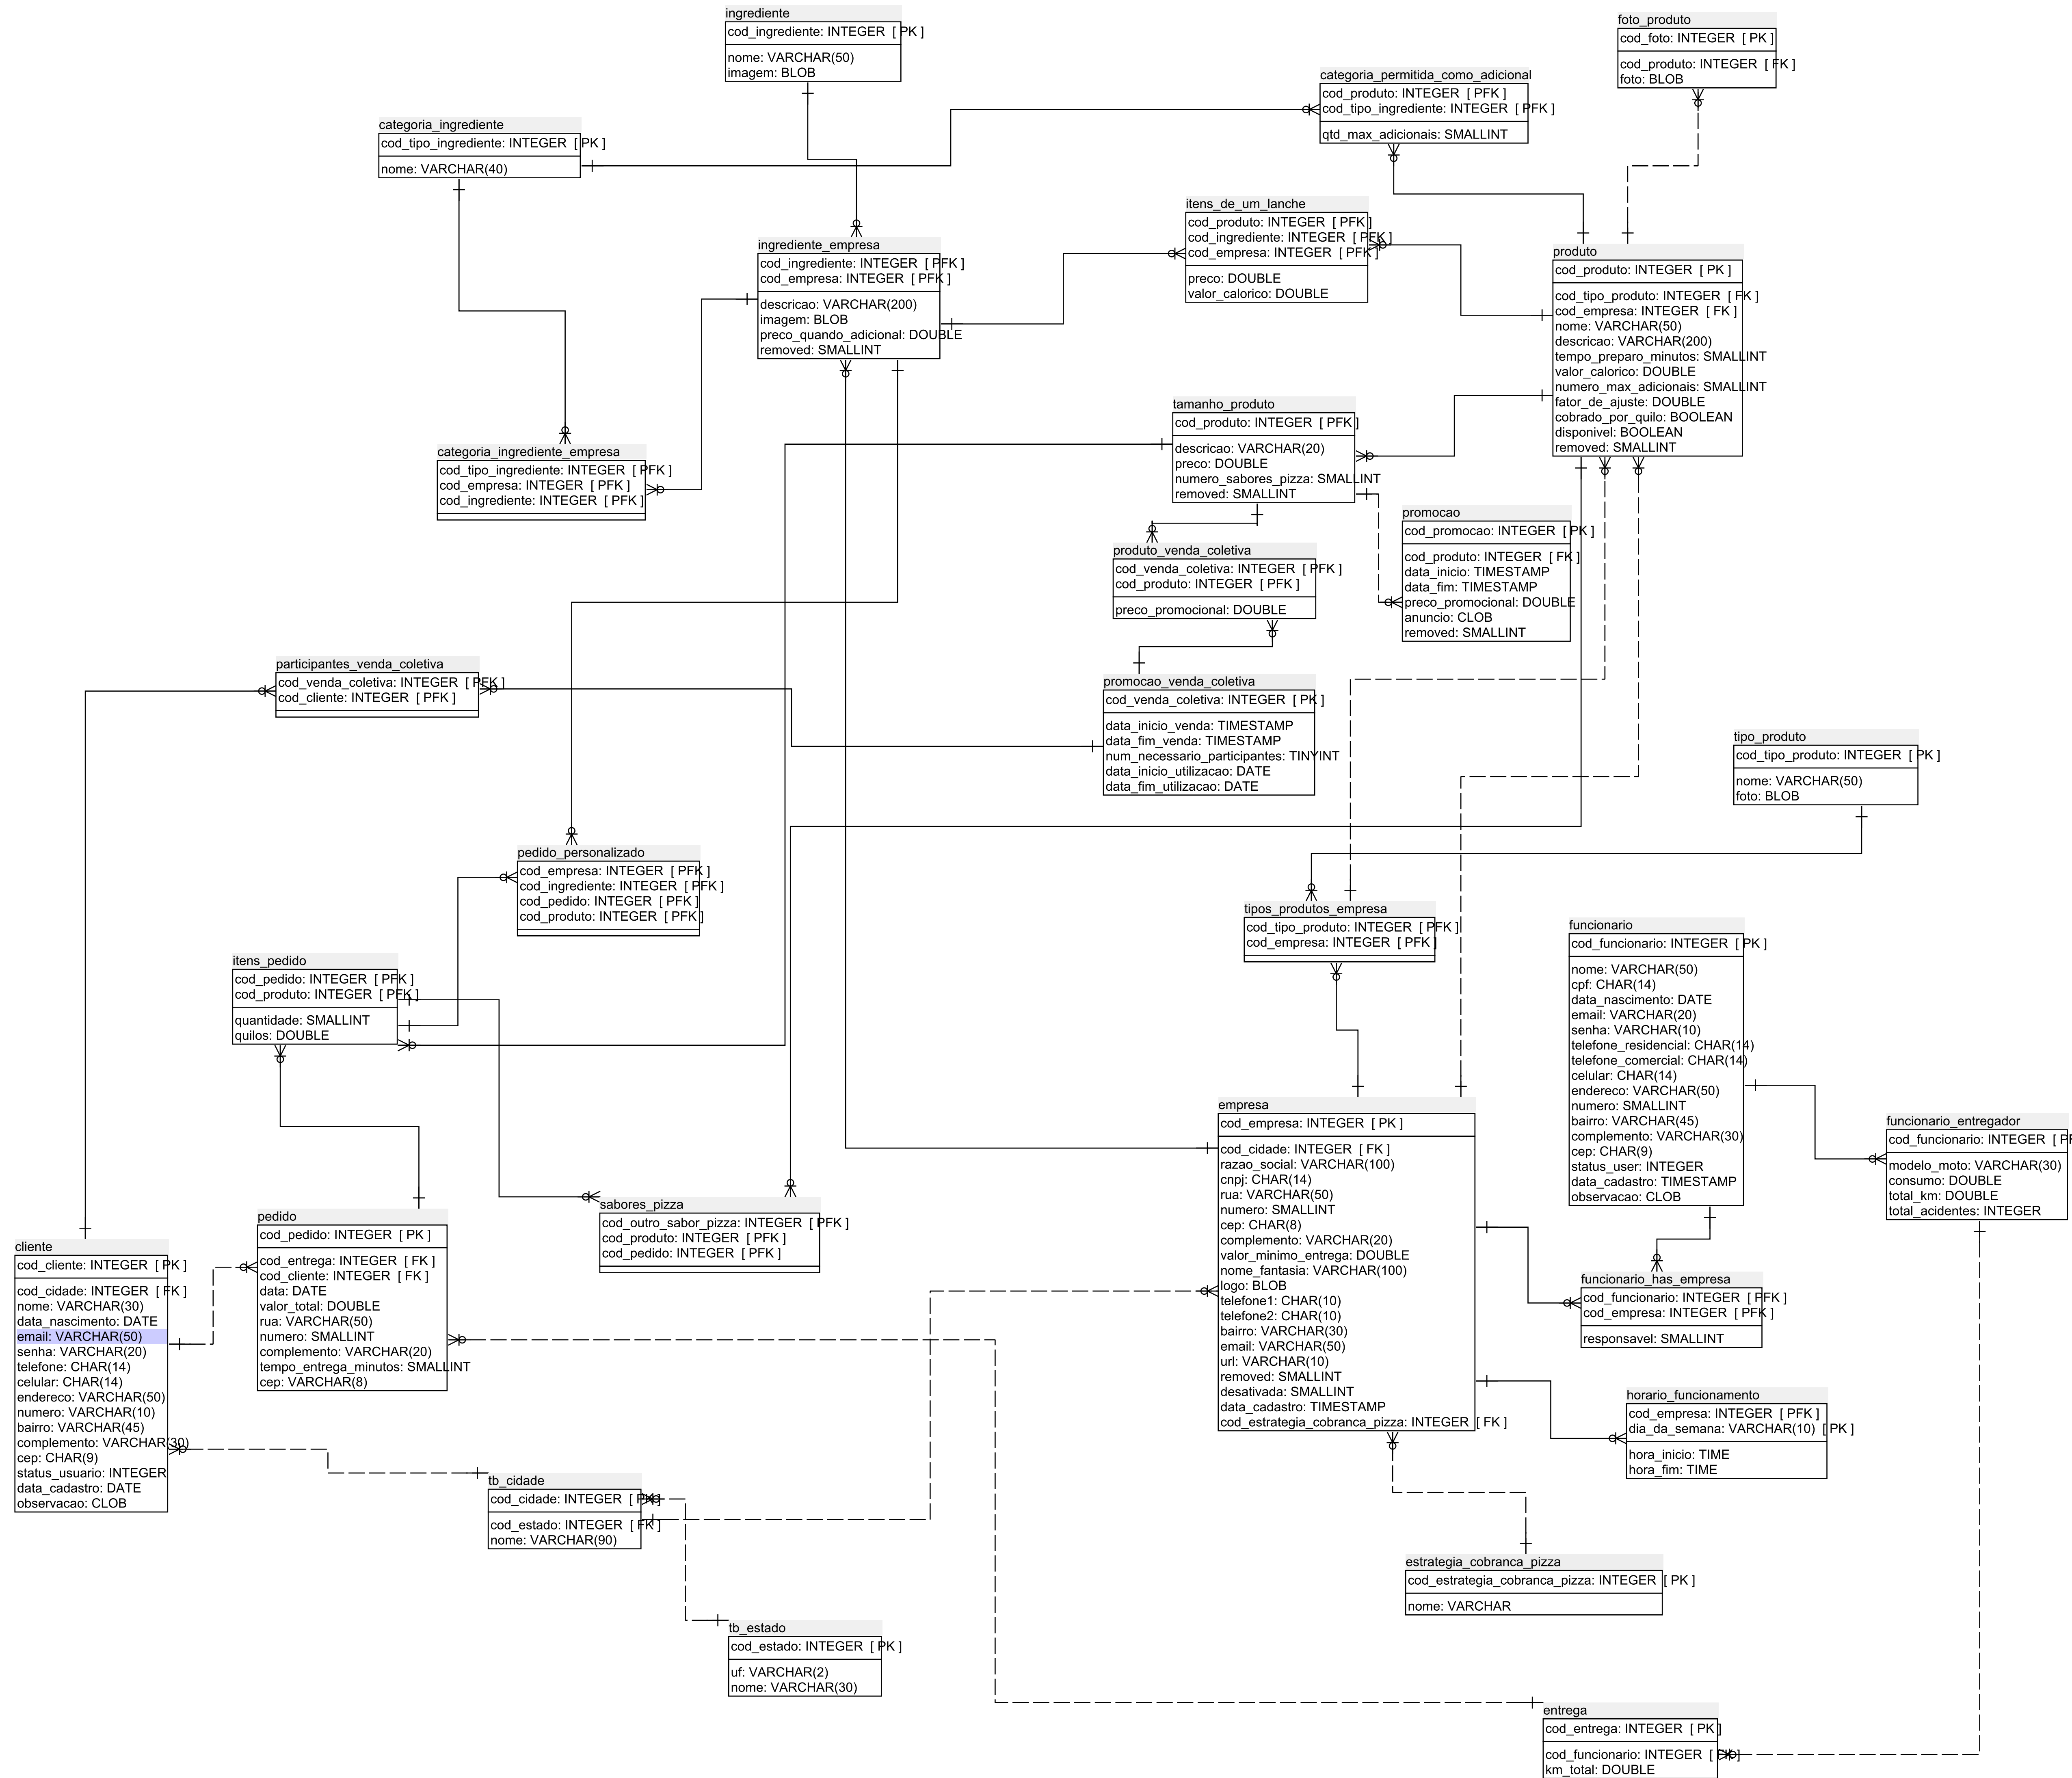 ingrediente
cod_ingrediente: INTEGER [ PK ]
nome: VARCHAR(50)
imagem: BLOB
foto_produto
cod_foto: INTEGER [ PK ]
cod_produto: INTEGER [ FK ]
foto: BLOB
categoria_permitida_como_adicional
cod_produto: INTEGER [ PFK ]
cod_tipo_ingrediente: INTEGER [ PFK ]
qtd_max_adicionais: SMALLINT
categoria_ingrediente
cod_tipo_ingrediente: INTEGER [ PK ]
nome: VARCHAR(40)
itens_de_um_lanche
cod_produto: INTEGER [ PFK ]
cod_ingrediente: INTEGER [ PFK ]
cod_empresa: INTEGER [ PFK ]
preco: DOUBLE
valor_calorico: DOUBLE
ingrediente_empresa
cod_ingrediente: INTEGER [ PFK ]
cod_empresa: INTEGER [ PFK ]
descricao: VARCHAR(200)
imagem: BLOB
preco_quando_adicional: DOUBLE
removed: SMALLINT
produto
cod_produto: INTEGER [ PK ]
cod_tipo_produto: INTEGER [ FK ]
cod_empresa: INTEGER [ FK ]
nome: VARCHAR(50)
descricao: VARCHAR(200)
tempo_preparo_minutos: SMALLINT
valor_calorico: DOUBLE
numero_max_adicionais: SMALLINT
fator_de_ajuste: DOUBLE
cobrado_por_quilo: BOOLEAN
disponivel: BOOLEAN
removed: SMALLINT
tamanho_produto
cod_produto: INTEGER [ PFK ]
descricao: VARCHAR(20)
preco: DOUBLE
numero_sabores_pizza: SMALLINT
removed: SMALLINT
categoria_ingrediente_empresa
cod_tipo_ingrediente: INTEGER [ PFK ]
cod_empresa: INTEGER [ PFK ]
cod_ingrediente: INTEGER [ PFK ]
promocao
cod_promocao: INTEGER [ PK ]
cod_produto: INTEGER [ FK ]
data_inicio: TIMESTAMP
data_fim: TIMESTAMP
preco_promocional: DOUBLE
anuncio: CLOB
removed: SMALLINT
produto_venda_coletiva
cod_venda_coletiva: INTEGER [ PFK ]
cod_produto: INTEGER [ PFK ]
preco_promocional: DOUBLE
participantes_venda_coletiva
cod_venda_coletiva: INTEGER [ PFK ]
cod_cliente: INTEGER [ PFK ]
promocao_venda_coletiva
cod_venda_coletiva: INTEGER [ PK ]
data_inicio_venda: TIMESTAMP
data_fim_venda: TIMESTAMP
num_necessario_participantes: TINYINT
data_inicio_utilizacao: DATE
data_fim_utilizacao: DATE
tipo_produto
cod_tipo_produto: INTEGER [ PK ]
nome: VARCHAR(50)
foto: BLOB
pedido_personalizado
cod_empresa: INTEGER [ PFK ]
cod_ingrediente: INTEGER [ PFK ]
cod_pedido: INTEGER [ PFK ]
cod_produto: INTEGER [ PFK ]
tipos_produtos_empresa
cod_tipo_produto: INTEGER [ PFK ]
cod_empresa: INTEGER [ PFK ]
funcionario
cod_funcionario: INTEGER [ PK ]
nome: VARCHAR(50)
cpf: CHAR(14)
data_nascimento: DATE
email: VARCHAR(20)
senha: VARCHAR(10)
telefone_residencial: CHAR(14)
telefone_comercial: CHAR(14)
celular: CHAR(14)
endereco: VARCHAR(50)
numero: SMALLINT
bairro: VARCHAR(45)
complemento: VARCHAR(30)
cep: CHAR(9)
status_user: INTEGER
data_cadastro: TIMESTAMP
observacao: CLOB
itens_pedido
cod_pedido: INTEGER [ PFK ]
cod_produto: INTEGER [ PFK ]
quantidade: SMALLINT
quilos: DOUBLE
empresa
cod_empresa: INTEGER [ PK ]
cod_cidade: INTEGER [ FK ]
razao_social: VARCHAR(100)
cnpj: CHAR(14)
rua: VARCHAR(50)
numero: SMALLINT
cep: CHAR(8)
complemento: VARCHAR(20)
valor_minimo_entrega: DOUBLE
nome_fantasia: VARCHAR(100)
logo: BLOB
telefone1: CHAR(10)
telefone2: CHAR(10)
bairro: VARCHAR(30)
email: VARCHAR(50)
url: VARCHAR(10)
removed: SMALLINT
desativada: SMALLINT
data_cadastro: TIMESTAMP
cod_estrategia_cobranca_pizza: INTEGER [ FK ]
funcionario_entregador
cod_funcionario: INTEGER
modelo_moto: VARCHAR(30)
consumo: DOUBLE
total_km: DOUBLE
total_acidentes: INTEGER
sabores_pizza
cod_outro_sabor_pizza: INTEGER [ PFK ]
cod_produto: INTEGER [ PFK ]
cod_pedido: INTEGER [ PFK ]
pedido
cod_pedido: INTEGER [ PK ]
cod_entrega: INTEGER [ FK ]
cod_cliente: INTEGER [ FK ]
data: DATE
valor_total: DOUBLE
rua: VARCHAR(50)
numero: SMALLINT
complemento: VARCHAR(20)
tempo_entrega_minutos: SMALLINT
cep: VARCHAR(8)
cliente
cod_cliente: INTEGER [ PK ]
cod_cidade: INTEGER [ FK ]
nome: VARCHAR(30)
data_nascimento: DATE
email: VARCHAR(50)
senha: VARCHAR(20)
telefone: CHAR(14)
celular: CHAR(14)
endereco: VARCHAR(50)
numero: VARCHAR(10)
bairro: VARCHAR(45)
complemento: VARCHAR(30)
cep: CHAR(9)
status_usuario: INTEGER
data_cadastro: DATE
observacao: CLOB
funcionario_has_empresa
cod_funcionario: INTEGER [ PFK ]
cod_empresa: INTEGER [ PFK ]
responsavel: SMALLINT
horario_funcionamento
cod_empresa: INTEGER [ PFK ]
dia_da_semana: VARCHAR(10) [ PK ]
hora_inicio: TIME
hora_fim: TIME
tb_cidade
cod_cidade: INTEGER [ PK ]
cod_estado: INTEGER [ FK ]
nome: VARCHAR(90)
estrategia_cobranca_pizza
cod_estrategia_cobranca_pizza: INTEGER [ PK ]
nome: VARCHAR
tb_estado
cod_estado: INTEGER [ PK ]
uf: VARCHAR(2)
nome: VARCHAR(30)
entrega
cod_entrega: INTEGER [ PK ]
cod_funcionario: INTEGER [ FK ]
km_total: DOUBLE